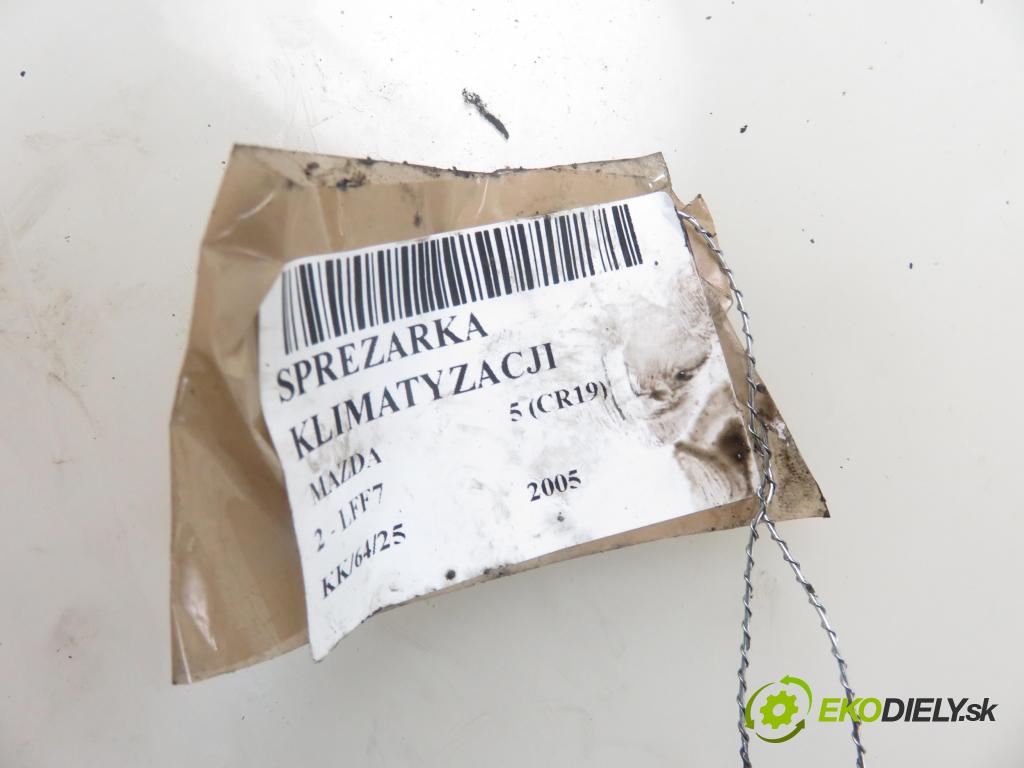 SPREZARKA
KLIMATYZACJI
MAZDA 5 (CR19)
2 - LFF7 2005
KK/64/25
EKODIELY.sk